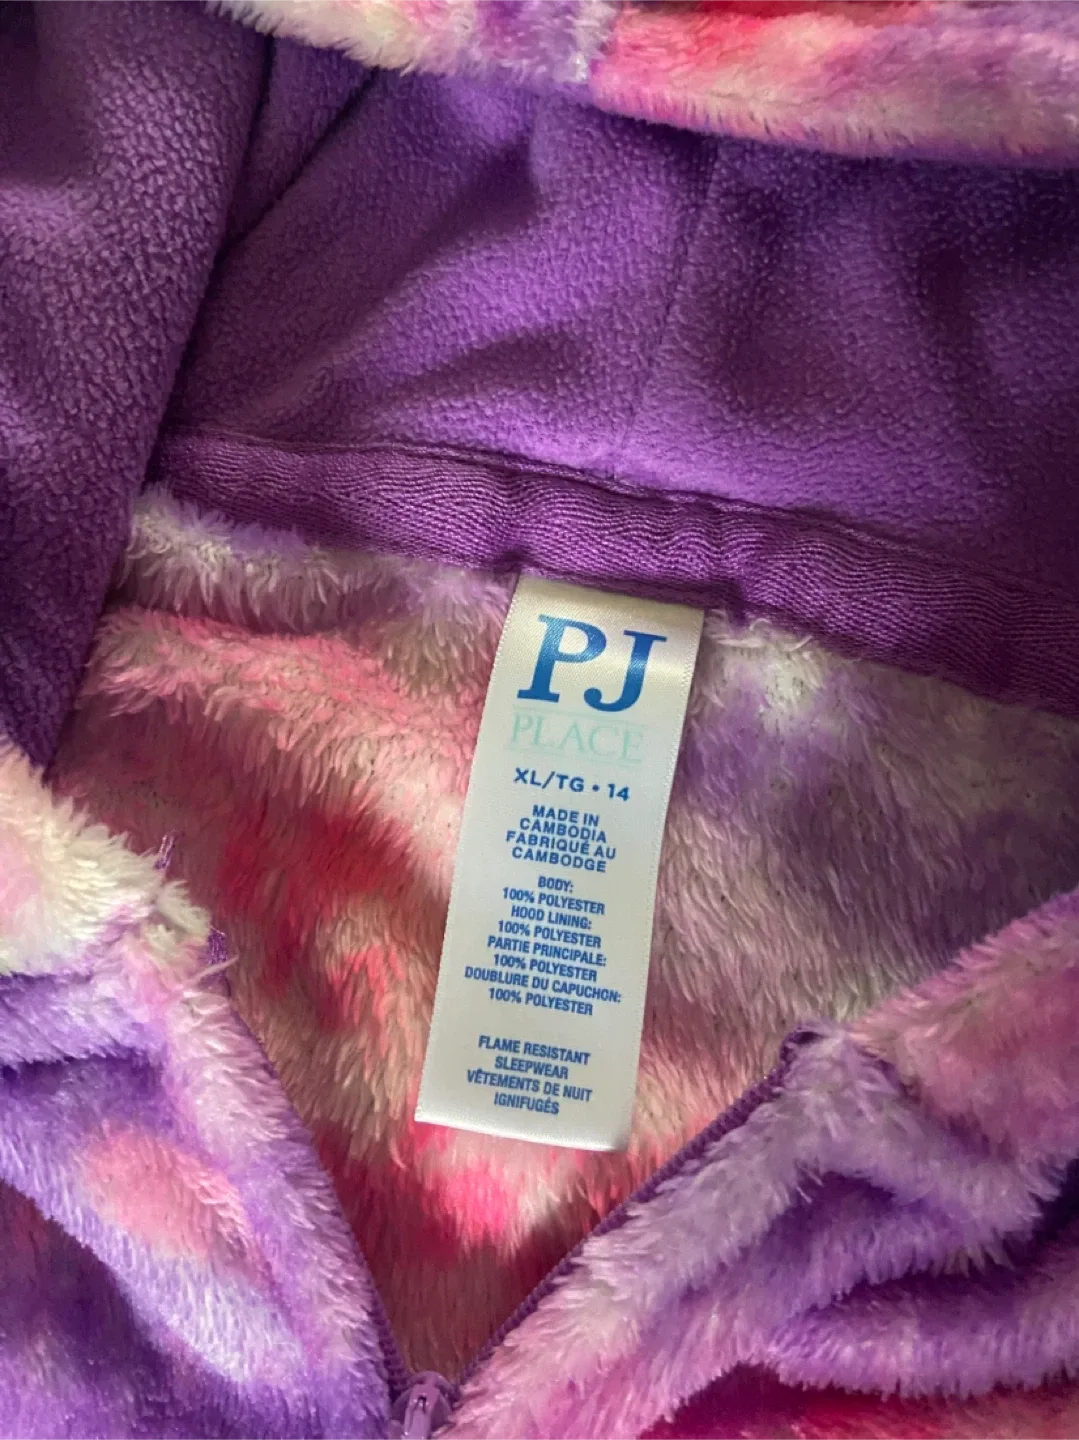 PJ
PLACE
XL/TG • 14
MADE IN
CAMBODIA
FABRIQUÉ AU
CAMBODGE
BODY:
100% POLYESTER
HOOD LINING:
100% POLYESTER
PARTIE PRINCIPALE:
100% POLYESTER
DOUBLURE DU CAPUCHON:
100% POLYESTER
FLAME RESISTANT
SLEEPWEAR
VÊTEMENTS DE NUIT
IGNIFUGÉS